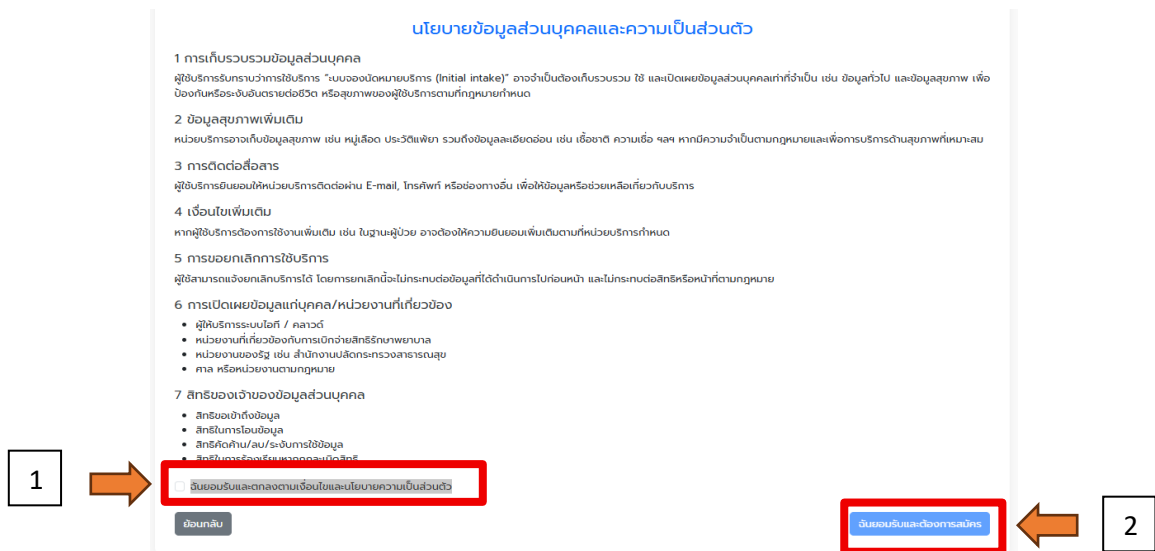 นโยบายข้อมูลส่วนบุคคลและความเป็นส่วนตัว
1 การเก็บรวบรวมข้อมูลส่วนบุคคล
ผู้ใช้บริการรับทราบว่าการใช้บริการ "ระบบจองนัดหมายบริการ (Initial intake)" อาจจำเป็นต้องเก็บรวบรวม ใช้ และเปิดเผยข้อมูลส่วนบุคคลเท่าที่จำเป็น เช่น ข้อมูลทั่วไป และข้อมูลสุขภาพ เพื่อ
ป้องกันหรือระงับอันตรายต่อชีวิต หรือสุขภาพของผู้ใช้บริการตามที่กฎหมายกำหนด
2 ข้อมูลสุขภาพเพิ่มเติม
หน่วยบริการอาจเก็บข้อมูลสุขภาพ เช่น หมู่เลือด ประวัติแพ้ยา รวมถึงข้อมูลละเอียดอ่อน เช่น เชื้อชาติ ความเชื่อ ฯลฯ หากมีความจำเป็นตามกฎหมายและเพื่อการบริการด้านสุขภาพที่เหมาะสม
3 การติดต่อสื่อสาร
ผู้ใช้บริการยินยอมให้หน่วยบริการติดต่อผ่าน E-mail, โทรศัพท์ หรือช่องทางอื่น เพื่อให้ข้อมูลหรือช่วยเหลือเกี่ยวกับบริการ
4 เงื่อนไขเพิ่มเติม
หากผู้ใช้บริการต้องการใช้งานเพิ่มเติม เช่น ในฐานะผู้ป่วย อาจต้องให้ความยินยอมเพิ่มเติมตามที่หน่วยบริการกำหนด
5 การขอยกเลิกการใช้บริการ
ผู้ใช้สามารถแจ้งยกเลิกบริการได้ โดยการยกเลิกนี้จะไม่กระทบต่อข้อมูลที่ได้ดำเนินการไปก่อนหน้า และไม่กระทบต่อสิทธิหรือหน้าที่ตามกฎหมาย
6 การเปิดเผยข้อมูลแก่บุคคล/หน่วยงานที่เกี่ยวข้อง
• ผู้ให้บริการระบบไอที / คลาวด์
• หน่วยงานที่เกี่ยวข้องกับการเบิกจ่ายสิทธิรักษาพยาบาล
• หน่วยงานของรัฐ เช่น สำนักงานปลัดกระทรวงสาธารณสุข
• ศาล หรือหน่วยงานตามกฎหมาย
7 สิทธิของเจ้าของข้อมูลส่วนบุคคล
• สิทธิขอเข้าถึงข้อมูล
• สิทธิในการโอนข้อมูล
• สิทธิคัดค้าน/ลบ/ระงับการใช้ข้อมูล
• สิทธิในการร้องเรียนหากถูกละเมิดสิทธิ
1
ฉันยอมรับและตกลงตามเงื่อนไขและนโยบายความเป็นส่วนตัว
ย้อนกลับ
ฉันยอมรับและต้องการสมัคร
2